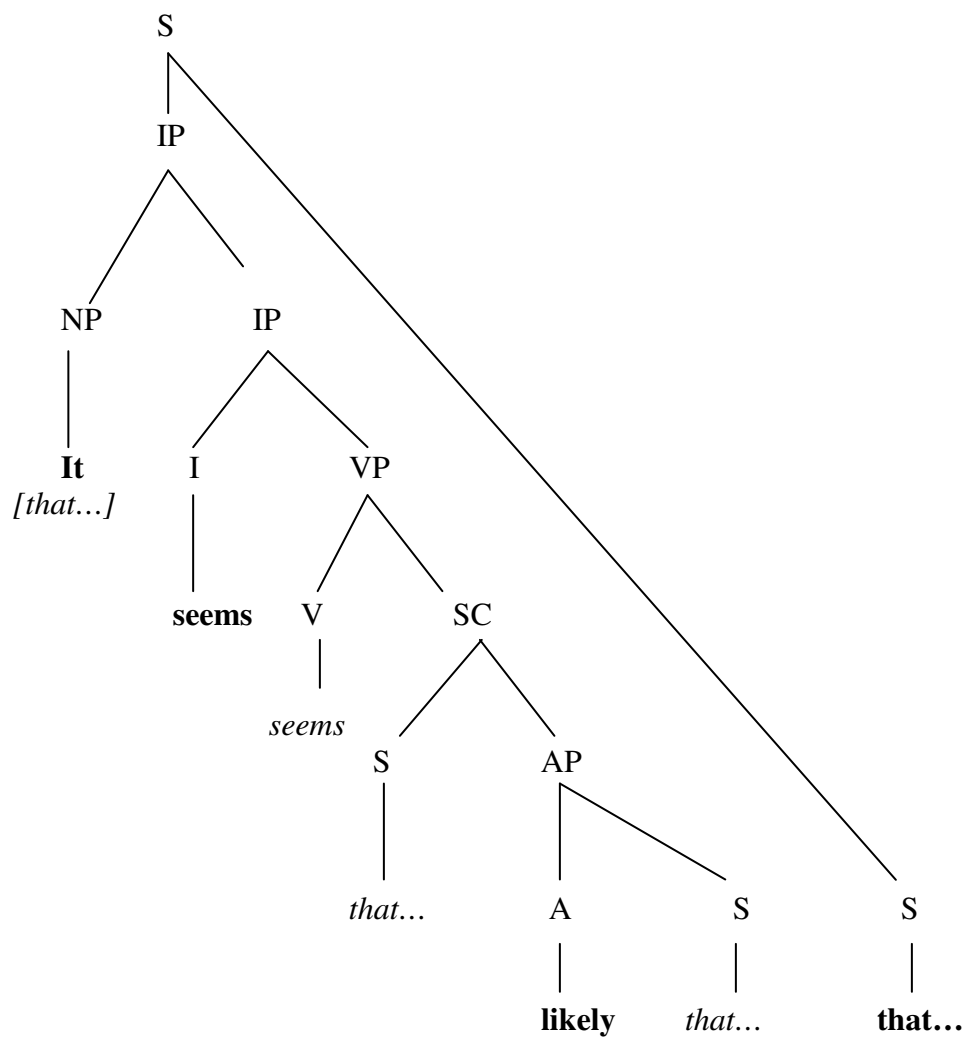 S
IP
NP IP
It I VP
[that…]
seems V SC
seems
S AP
that… A S S
likely that… that…